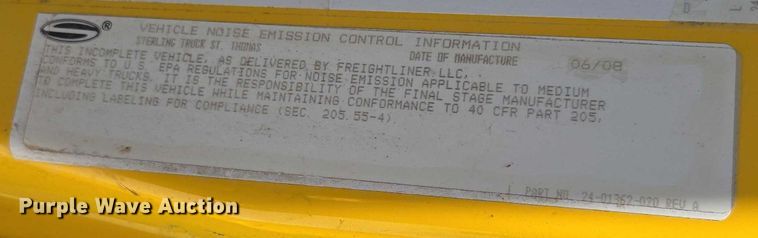 ®
VEHICLE NOISE EMISSION CONTROL INFORMATION
STERLING TRUCK ST. THOMAS DATE OF MANUFACTURE 06/08
THIS INCOMPLETE VEHICLE, AS DELIVERED BY FREIGHTLINER LLC,
CONFORMS TO U.S. EPA REGULATIONS FOR NOISE EMISSION APPLICABLE TO MEDIUM
AND HEAVY TRUCKS. IT IS THE RESPONSIBILITY OF THE FINAL STAGE MANUFACTURER
TO COMPLETE THIS VEHICLE WHILE MAINTAINING CONFORMANCE TO 40 CFR PART 205,
INCLUDING LABELING FOR COMPLIANCE (SEC. 205.55-4)
PART NO. 24-01362-020 REV A
Purple Wave Auction